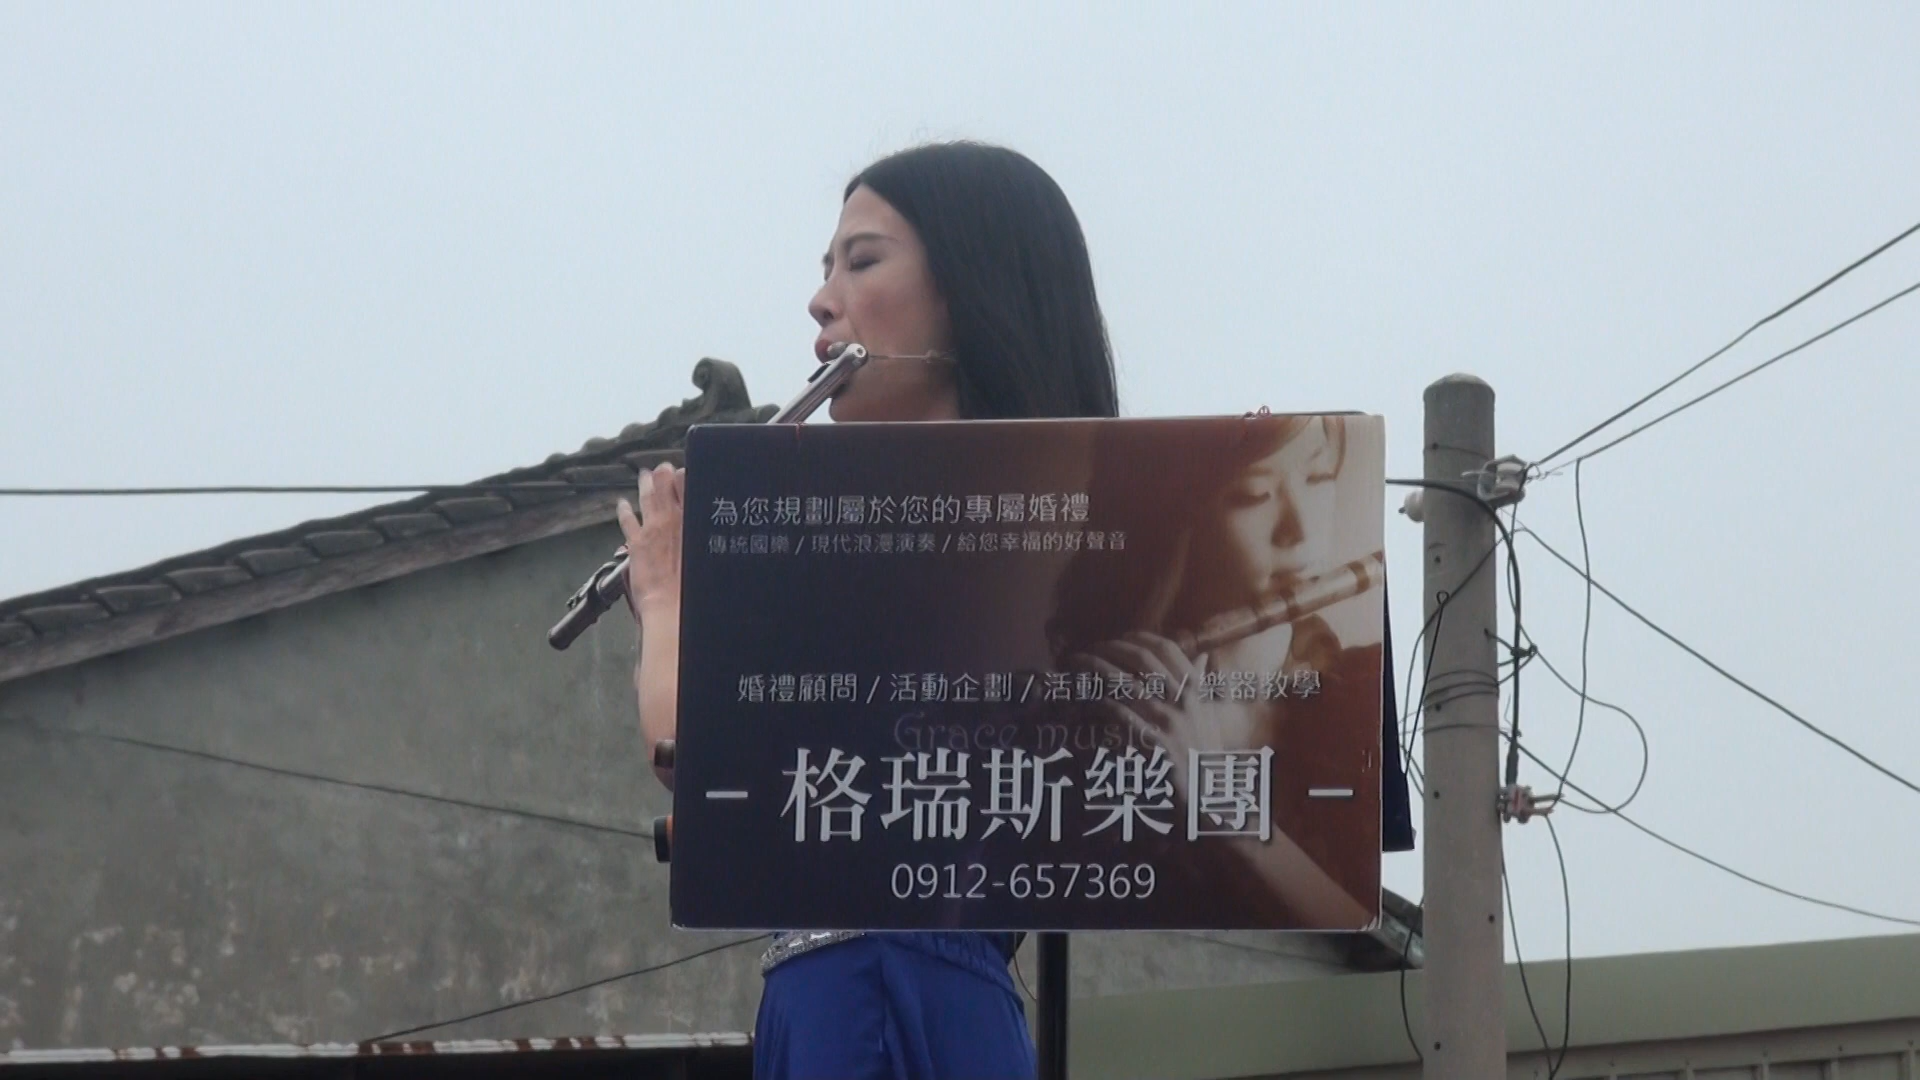 為您規劃屬於您的專屬婚禮
傳統國樂 / 現代浪漫演奏 / 給您幸福的好聲音
婚禮顧問 / 活動企劃 / 活動表演 / 樂器教學
Grace music
– 格瑞斯樂團 –
0912-657369